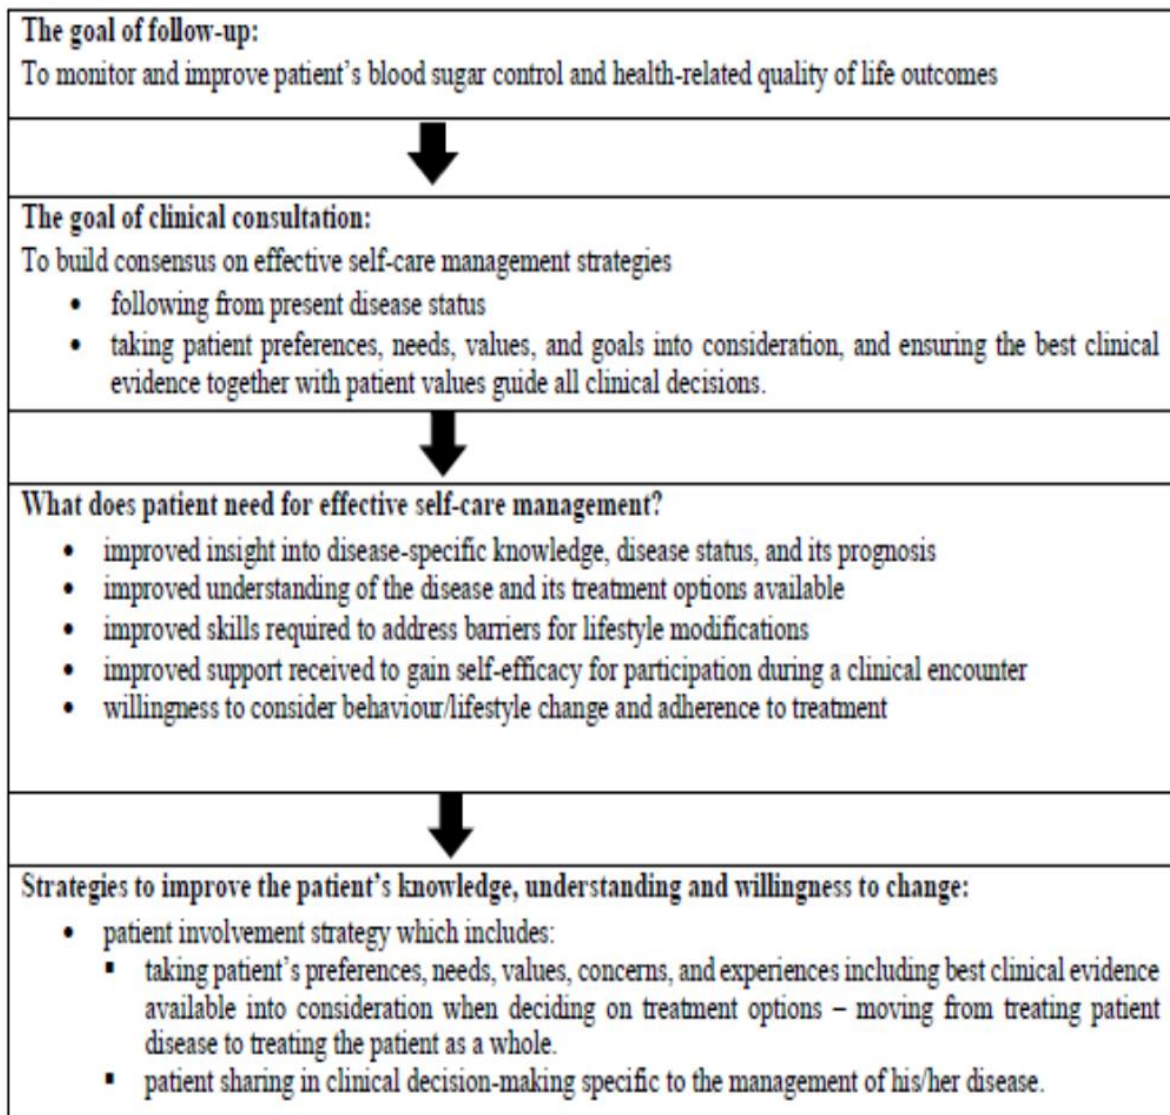 The goal of follow-up:
To monitor and improve patient's blood sugar control and health-related quality of life outcomes
The goal of clinical consultation:
To build consensus on effective self-care management strategies
• following from present disease status
• taking patient preferences, needs, values, and goals into consideration, and ensuring the best clinical
evidence together with patient values guide all clinical decisions.
What does patient need for effective self-care management?
• improved insight into disease-specific knowledge, disease status, and its prognosis
• improved understanding of the disease and its treatment options available
• improved skills required to address barriers for lifestyle modifications
• improved support received to gain self-efficacy for participation during a clinical encounter
• willingness to consider behaviour/lifestyle change and adherence to treatment
Strategies to improve the patient's knowledge, understanding and willingness to change:
• patient involvement strategy which includes:
▪ taking patient's preferences, needs, values, concerns, and experiences including best clinical evidence
available into consideration when deciding on treatment options – moving from treating patient
disease to treating the patient as a whole.
▪ patient sharing in clinical decision-making specific to the management of his/her disease.